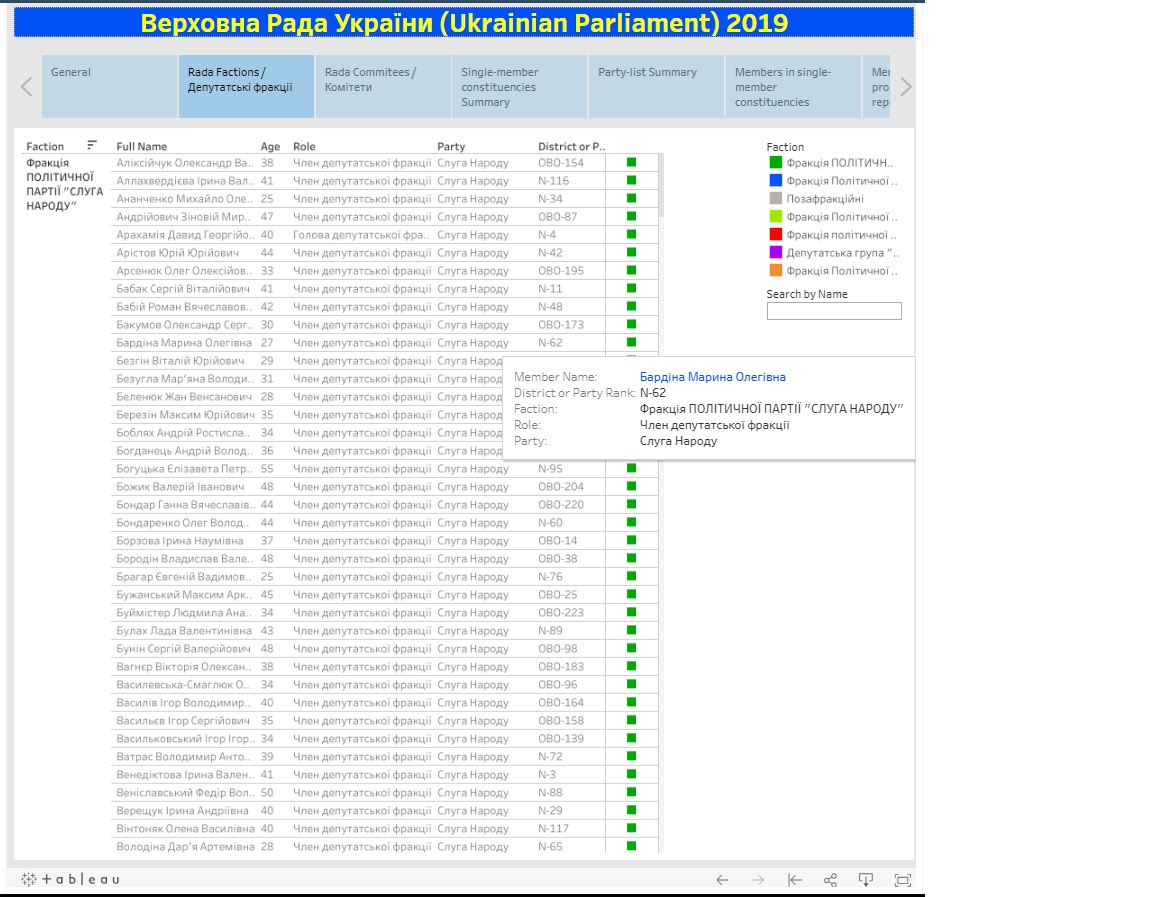 Верховна Рада України (Ukrainian Parliament) 2019
General
Rada Factions /
Депутатські фракції
Rada Commitees /
Комітети
Single-member
constituencies
Summary
Party-list Summary
Members in single-
member
constituencies
Mer
pro
rep
Faction Full Name Age Role Party District or P..
Фракція
ПОЛІТИЧНОЇ
ПАРТІЇ "СЛУГА
НАРОДУ"
Аліксійчук Олександр Ва.. 38 Член депутатської фракції Слуга Народу ОВО-154
Аллахвердієва Ірина Вал.. 41 Член депутатської фракції Слуга Народу N-116
Ананченко Михайло Оле.. 25 Член депутатської фракції Слуга Народу N-34
Андрійович Зіновій Мир.. 47 Член депутатської фракції Слуга Народу ОВО-87
Арахамія Давид Георгійо.. 40 Голова депутатської фра.. Слуга Народу N-4
Арістов Юрій Юрійович 44 Член депутатської фракції Слуга Народу N-42
Арсенюк Олег Олексійов.. 33 Член депутатської фракції Слуга Народу ОВО-195
Бабак Сергій Віталійович 41 Член депутатської фракції Слуга Народу N-11
Бабій Роман Вячеславов.. 42 Член депутатської фракції Слуга Народу N-48
Бакумов Олександр Серг.. 30 Член депутатської фракції Слуга Народу ОВО-173
Бардіна Марина Олегівна 27 Член депутатської фракції Слуга Народу N-62
Безгін Віталій Юрійович 29 Член депутатської фракції Слуга Народ
Безугла Мар'яна Володи.. 31 Член депутатської фракції Слуга Народ
Беленюк Жан Венсанович 28 Член депутатської фракції Слуга Народ
Березін Максим Юрійович 35 Член депутатської фракції Слуга Народ
Боблях Андрій Ростисла.. 34 Член депутатської фракції Слуга Народ
Богданець Андрій Волод.. 36 Член депутатської фракції Слуга Народ
Богуцька Єлізавета Петр.. 55 Член депутатської фракції Слуга Народу N-95
Божик Валерій Іванович 48 Член депутатської фракції Слуга Народу ОВО-204
Бондар Ганна Вячеславів.. 44 Член депутатської фракції Слуга Народу ОВО-220
Бондаренко Олег Волод.. 44 Член депутатської фракції Слуга Народу N-60
Борзова Ірина Наумівна 37 Член депутатської фракції Слуга Народу ОВО-14
Бородін Владислав Вале.. 48 Член депутатської фракції Слуга Народу ОВО-38
Брагар Євгеній Вадимов.. 25 Член депутатської фракції Слуга Народу N-76
Бужанський Максим Арк.. 45 Член депутатської фракції Слуга Народу ОВО-25
Буймістер Людмила Ана.. 34 Член депутатської фракції Слуга Народу ОВО-223
Булах Лада Валентинівна 43 Член депутатської фракції Слуга Народу N-89
Бунін Сергій Валерійович 48 Член депутатської фракції Слуга Народу ОВО-98
Вагнєр Вікторія Олексан.. 38 Член депутатської фракції Слуга Народу ОВО-183
Василевська-Смаглюк О.. 34 Член депутатської фракції Слуга Народу ОВО-96
Василів Ігор Володимир.. 40 Член депутатської фракції Слуга Народу ОВО-164
Васильєв Ігор Сергійович 35 Член депутатської фракції Слуга Народу ОВО-158
Васильковський Ігор Ігор.. 34 Член депутатської фракції Слуга Народу ОВО-139
Ватрас Володимир Анто.. 39 Член депутатської фракції Слуга Народу N-72
Венедіктова Ірина Вален.. 41 Член депутатської фракції Слуга Народу N-3
Веніславський Федір Вол.. 50 Член депутатської фракції Слуга Народу N-88
Верещук Ірина Андріївна 40 Член депутатської фракції Слуга Народу N-29
Вінтоняк Олена Василівна 40 Член депутатської фракції Слуга Народу N-117
Володіна Дар'я Артемівна 28 Член депутатської фракції Слуга Народу N-65
Faction
Фракція ПОЛІТИЧН..
Фракція Політичної ..
Позафракційні
Фракція Політичної ..
Фракція політичної ..
Депутатська група "..
Фракція Політичної ..
Search by Name
Member Name: Бардіна Марина Олегівна
District or Party Rank: N-62
Faction: Фракція ПОЛІТИЧНОЇ ПАРТІЇ "СЛУГА НАРОДУ"
Role: Член депутатської фракції
Party: Слуга Народу
+ a b | e a u